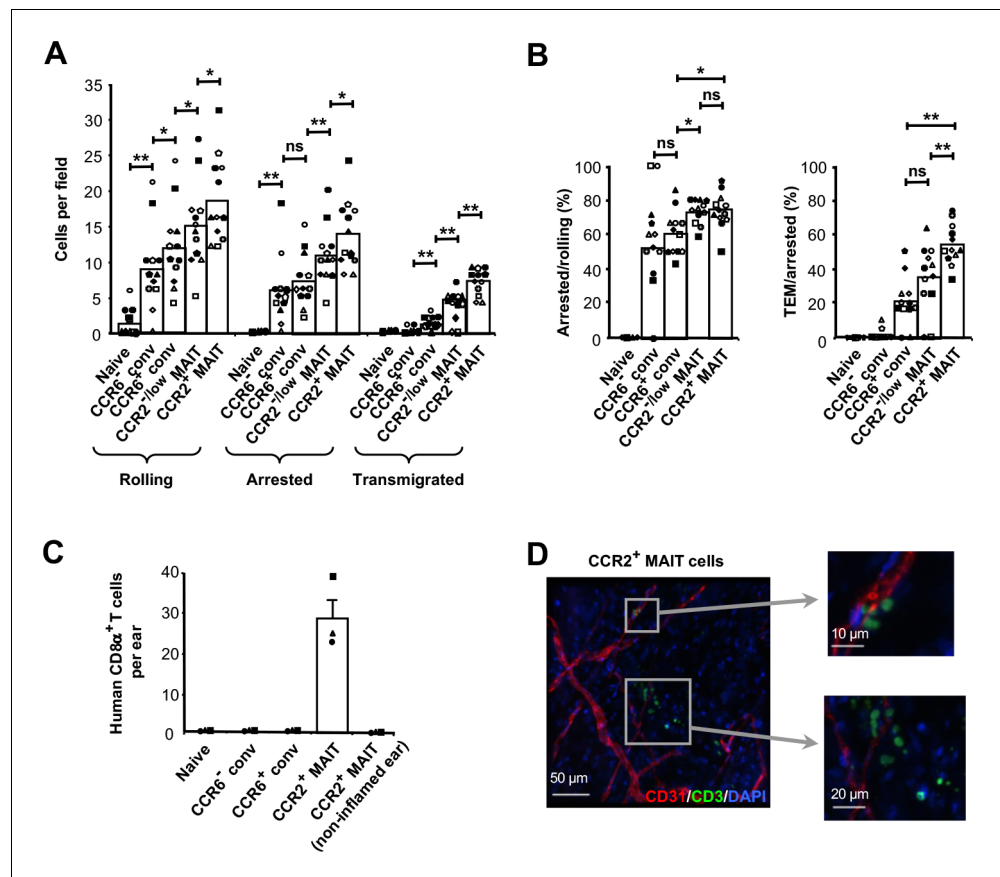 A
Cells per field
35
30
25
20
15
10
5
0
** * * * ** ns ** * ** ** **
Naive
CCR6⁻ conv
CCR6⁺ conv
CCR2⁻/low MAIT
CCR2⁺ MAIT
Naive
CCR6⁻ conv
CCR6⁺ conv
CCR2⁻/low MAIT
CCR2⁺ MAIT
Naive
CCR6⁻ conv
CCR6⁺ conv
CCR2⁻/low MAIT
CCR2⁺ MAIT
Rolling Arrested Transmigrated
B
Arrested/rolling (%)
100
80
60
40
20
0
*
ns
*
ns
Naive
CCR6⁻ conv
CCR6⁺ conv
CCR2⁻/low MAIT
CCR2⁺ MAIT
TEM/arrested (%)
100
80
60
40
20
0
**
**
ns
Naive
CCR6⁻ conv
CCR6⁺ conv
CCR2⁻/low MAIT
CCR2⁺ MAIT
C
Human CD8α⁺ T cells
per ear
40
30
20
10
0
Naive
CCR6⁻ conv
CCR6⁺ conv
CCR2⁺ MAIT
CCR2⁺ MAIT
(non-inflamed ear)
D
CCR2⁺ MAIT cells
50 µm
CD31/CD3/DAPI
10 µm
20 µm